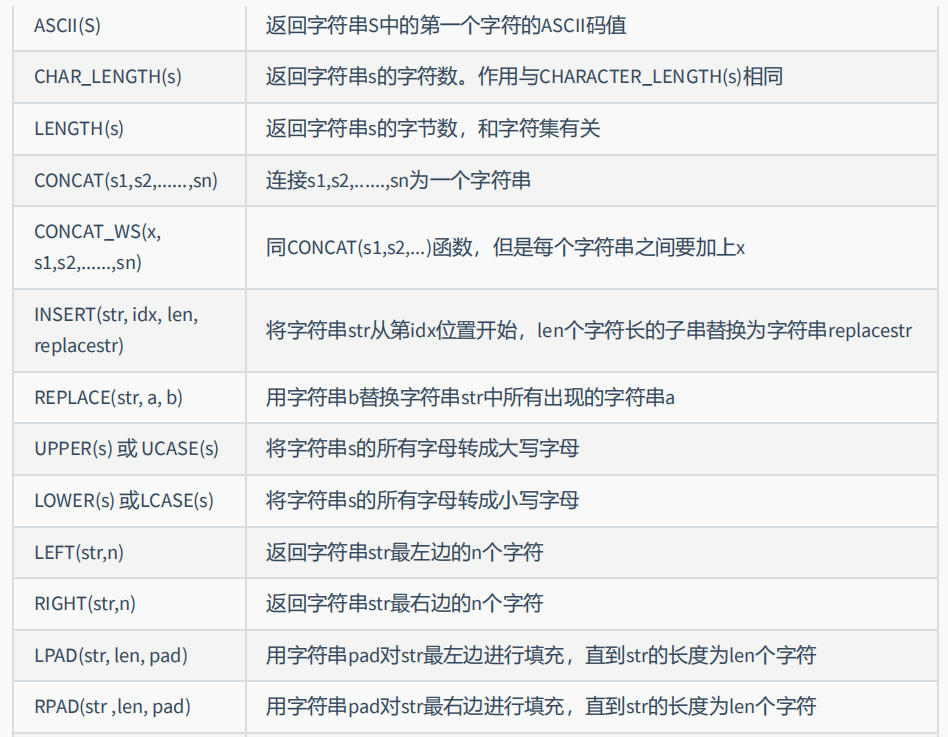 ASCII(S) 返回字符串S中的第一个字符的ASCII码值
CHAR_LENGTH(s) 返回字符串s的字符数。作用与CHARACTER_LENGTH(s)相同
LENGTH(s) 返回字符串s的字节数，和字符集有关
CONCAT(s1,s2,......,sn) 连接s1,s2,......,sn为一个字符串
CONCAT_WS(x,
s1,s2,......,sn)
同CONCAT(s1,s2,...)函数，但是每个字符串之间要加上x
INSERT(str, idx, len,
replacestr)
将字符串str从第idx位置开始，len个字符长的子串替换为字符串replacestr
REPLACE(str, a, b) 用字符串b替换字符串str中所有出现的字符串a
UPPER(s) 或 UCASE(s) 将字符串s的所有字母转成大写字母
LOWER(s) 或LCASE(s) 将字符串s的所有字母转成小写字母
LEFT(str,n) 返回字符串str最左边的n个字符
RIGHT(str,n) 返回字符串str最右边的n个字符
LPAD(str, len, pad) 用字符串pad对str最左边进行填充，直到str的长度为len个字符
RPAD(str ,len, pad) 用字符串pad对str最右边进行填充，直到str的长度为len个字符